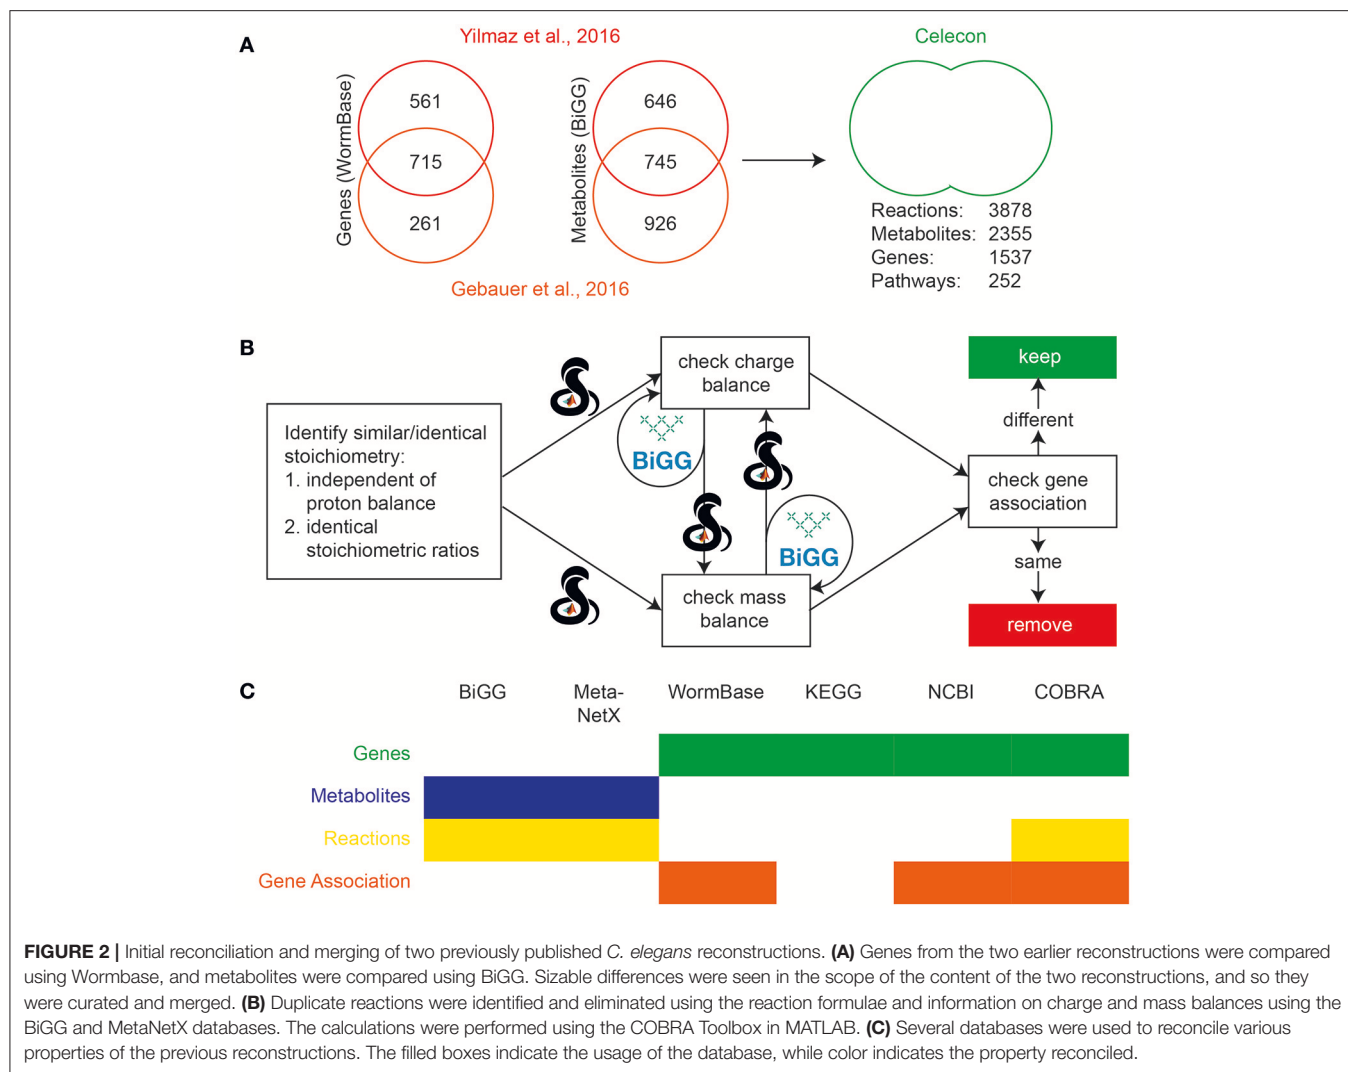 A
Yilmaz et al., 2016
Celecon
Genes (WormBase)
561
715
261
Metabolites (BiGG)
646
745
926
Gebauer et al., 2016
Reactions: 3878
Metabolites: 2355
Genes: 1537
Pathways: 252
B
Identify similar/identical
stoichiometry:
1. independent of
proton balance
2. identical
stoichiometric ratios
check charge
balance
BiGG
BiGG
check mass
balance
keep
different
check gene
association
same
remove
C
BiGG
Meta-
NetX
WormBase
KEGG
NCBI
COBRA
Genes
Metabolites
Reactions
Gene Association
FIGURE 2 | Initial reconciliation and merging of two previously published C. elegans reconstructions. (A) Genes from the two earlier reconstructions were compared
using Wormbase, and metabolites were compared using BiGG. Sizable differences were seen in the scope of the content of the two reconstructions, and so they
were curated and merged. (B) Duplicate reactions were identified and eliminated using the reaction formulae and information on charge and mass balances using the
BiGG and MetaNetX databases. The calculations were performed using the COBRA Toolbox in MATLAB. (C) Several databases were used to reconcile various
properties of the previous reconstructions. The filled boxes indicate the usage of the database, while color indicates the property reconciled.